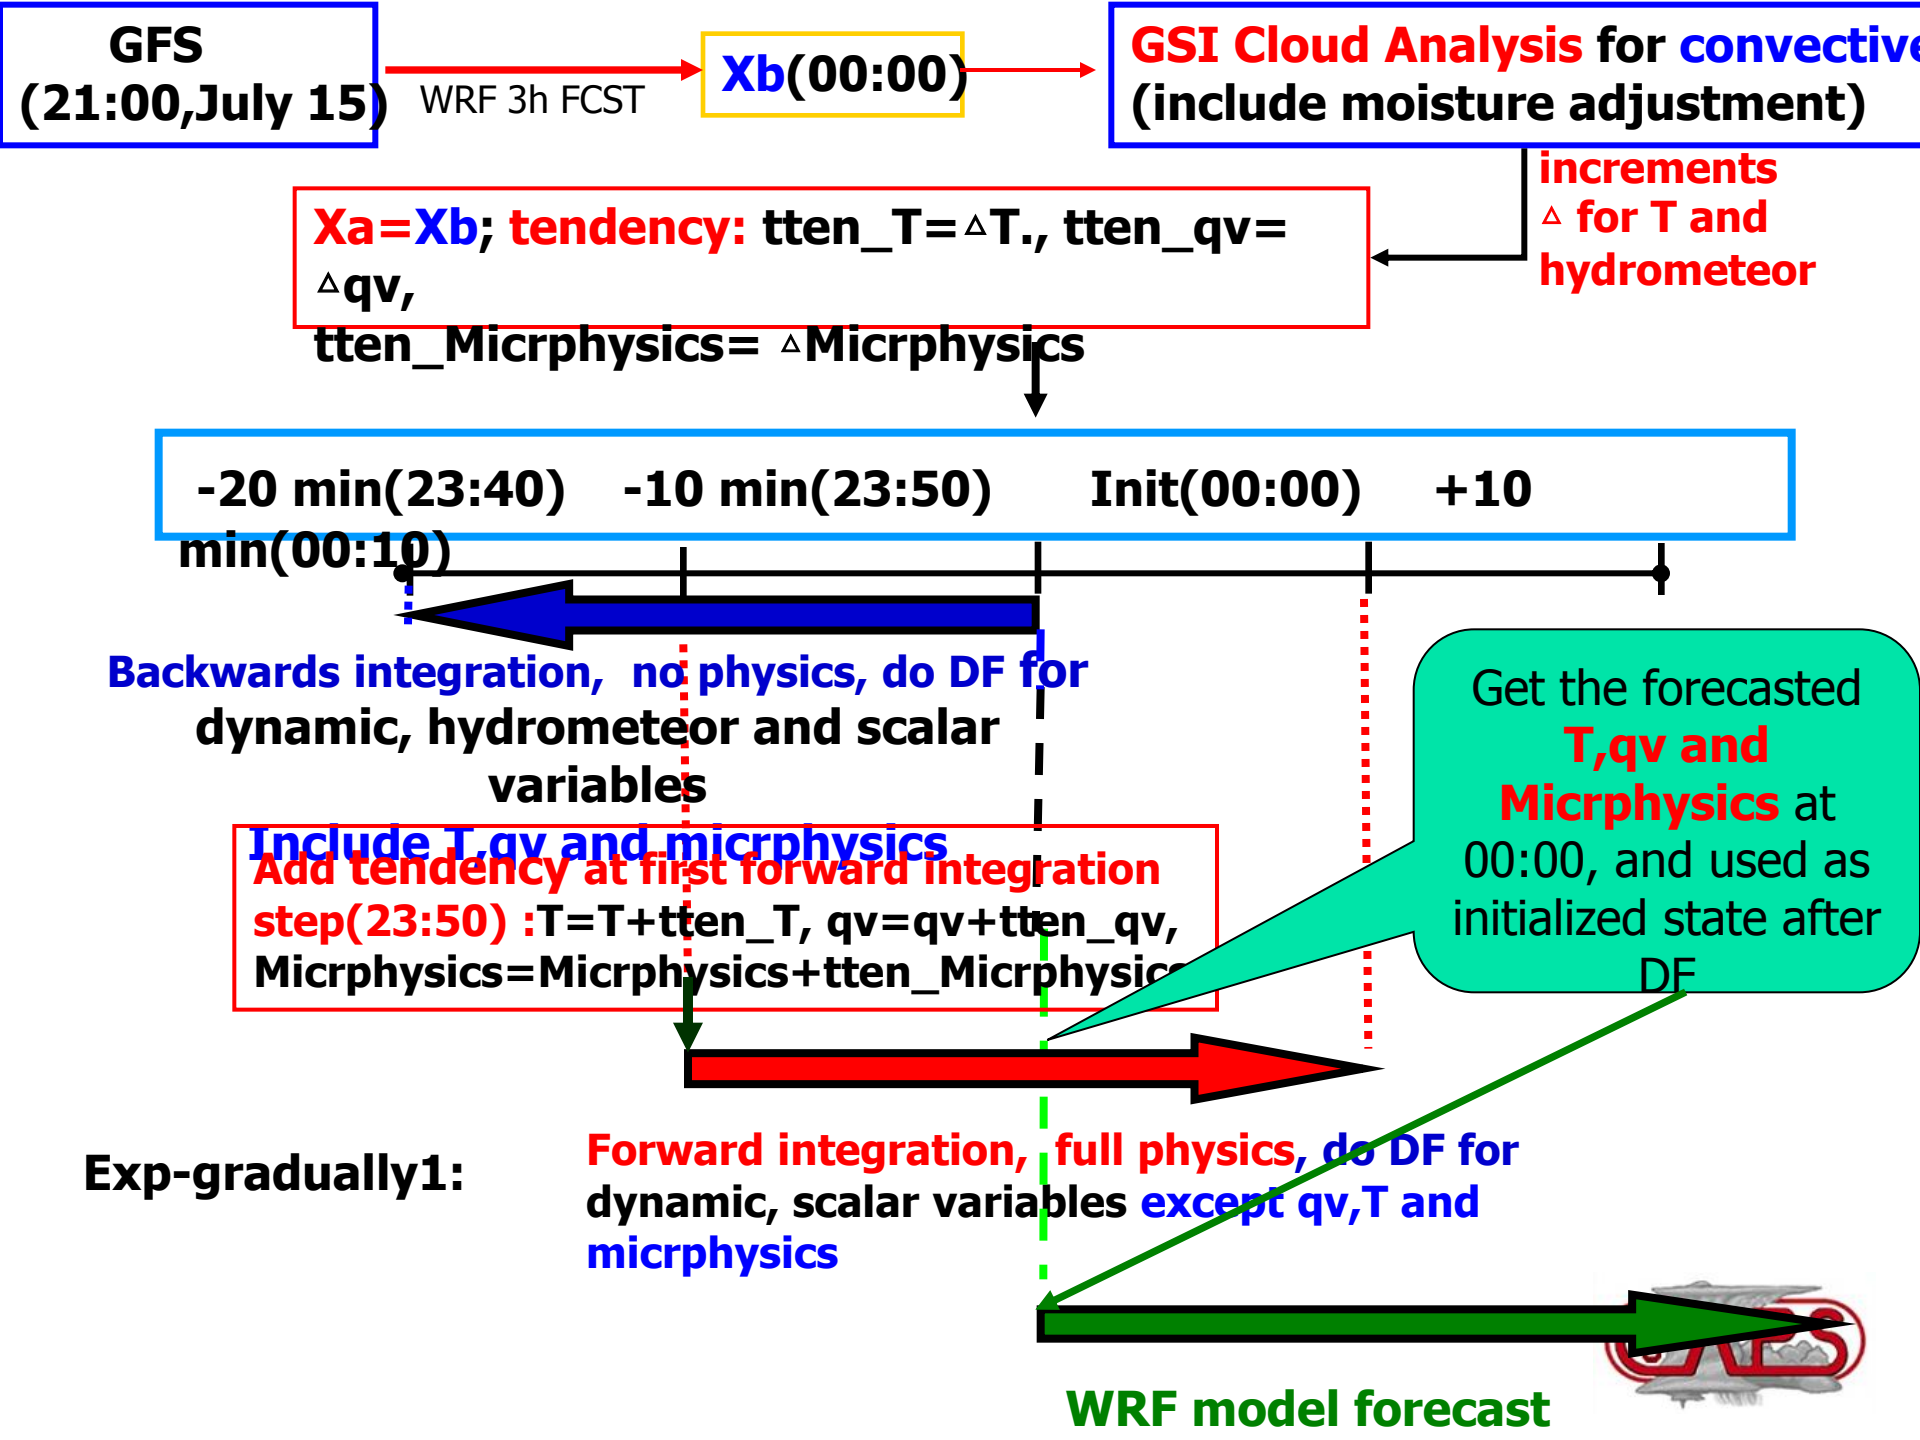 GFS
(21:00,July 15)
WRF 3h FCST
Xb(00:00)
GSI Cloud Analysis for convective
(include moisture adjustment)
increments
△ for T and
hydrometeor
Xa=Xb; tendency: tten_T=△T., tten_qv=
△qv,
tten_Micrphysics= △Micrphysics
-20 min(23:40) -10 min(23:50) Init(00:00) +10
min(00:10)
Backwards integration, no physics, do DF for
dynamic, hydrometeor and scalar
variables
Include T,qv and micrphysics
Add tendency at first forward integration
step(23:50) :T=T+tten_T, qv=qv+tten_qv,
Micrphysics=Micrphysics+tten_Micrphysics
Get the forecasted
T,qv and
Micrphysics at
00:00, and used as
initialized state after
DF
Exp-gradually1:
Forward integration, full physics, do DF for
dynamic, scalar variables except qv,T and
micrphysics
CAPS
WRF model forecast